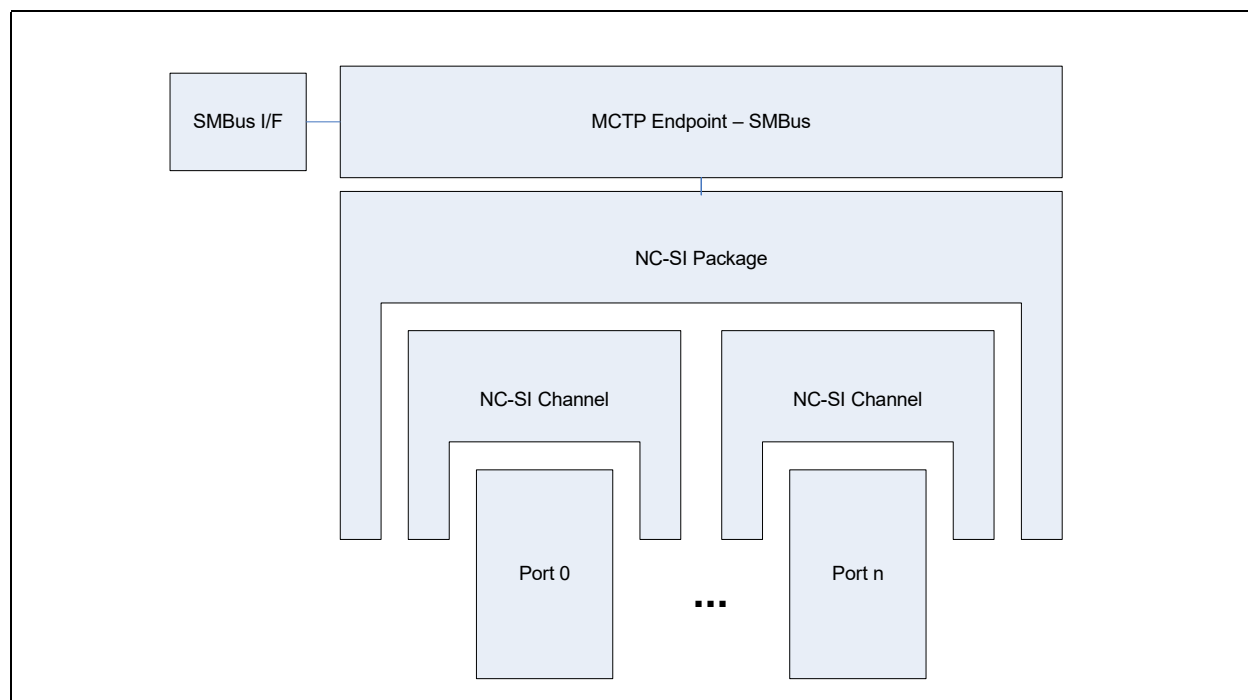 SMBus I/F
MCTP Endpoint – SMBus
NC-SI Package
NC-SI Channel
NC-SI Channel
Port 0
...
Port n